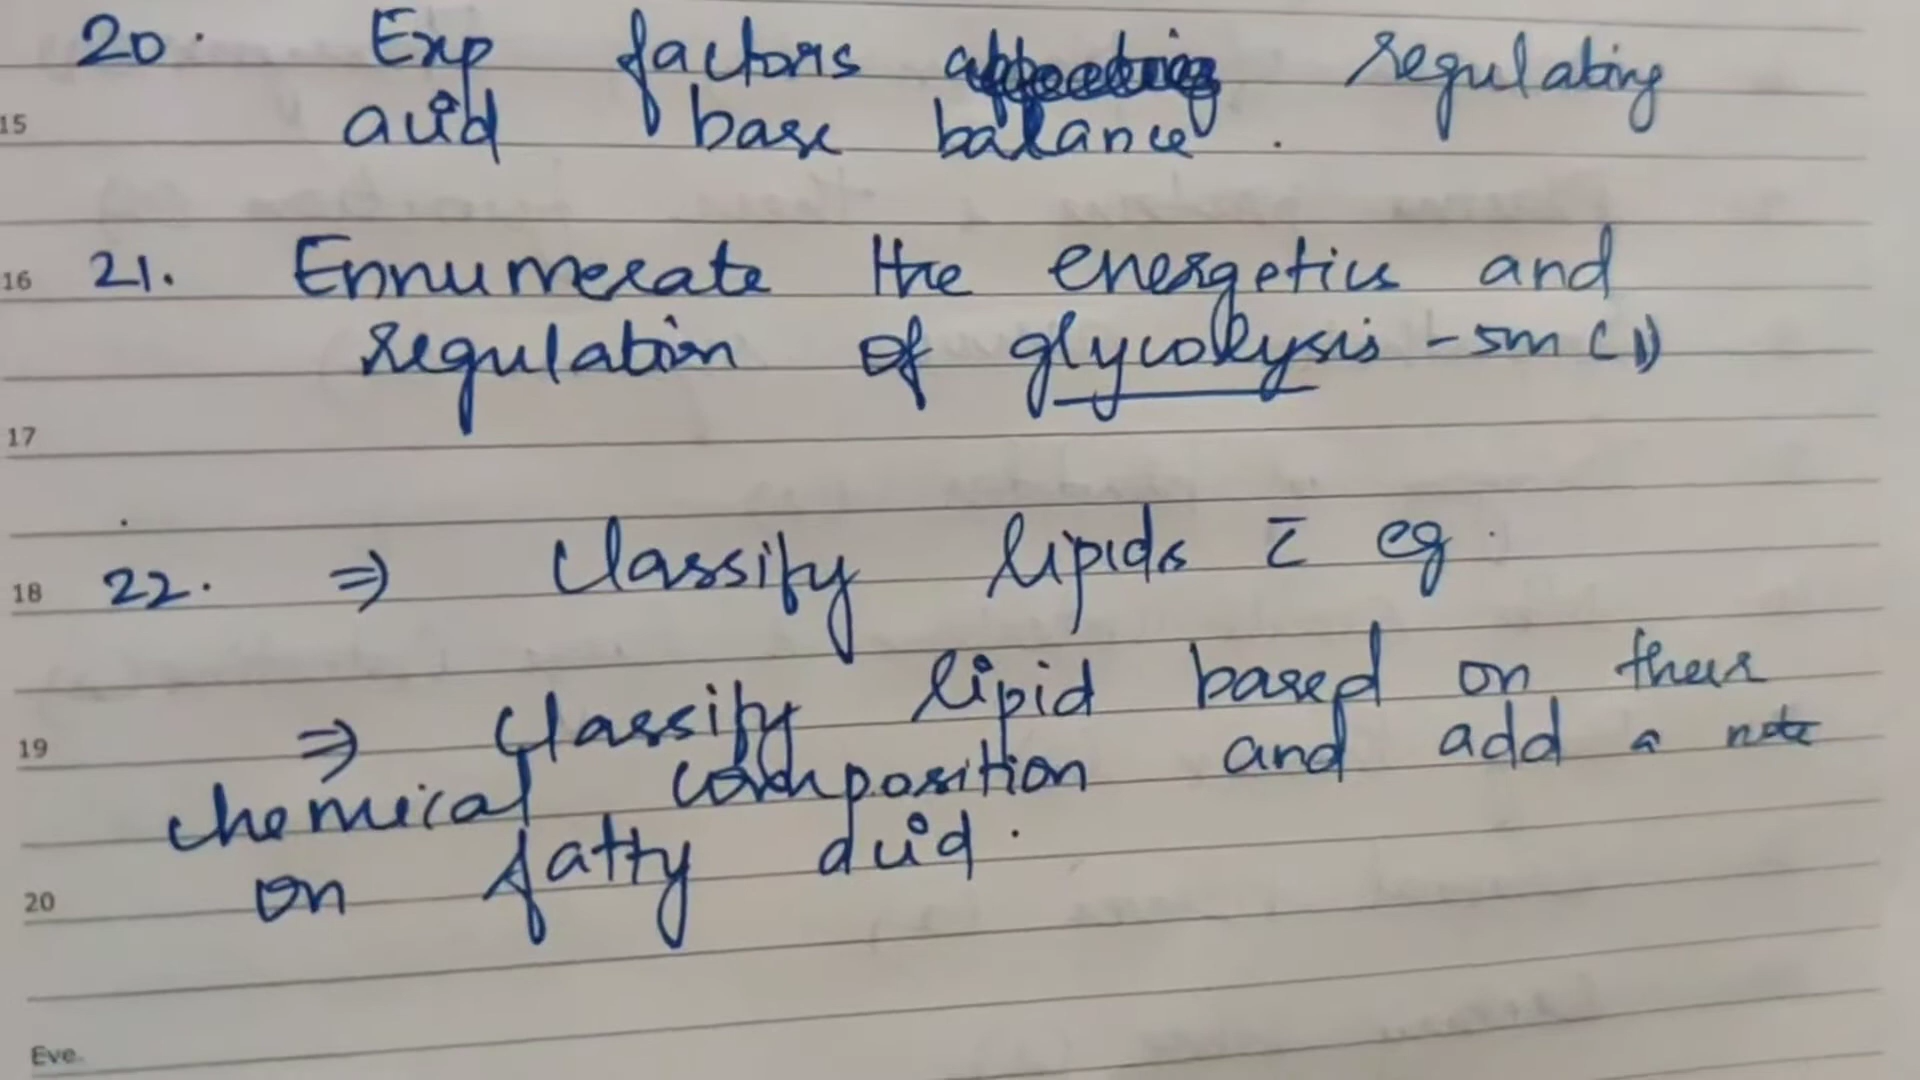 20. Exp factors affecting regulating
15 acid base balance.
16 21. Ennumerate the energetics and
regulation of glycolysis - 5m (1)
17
18 22. ⇒ Classify lipids c̄ eg.
19 ⇒ Classify lipid based on their
chemical composition and add a note
20 on fatty acid.
Eve.